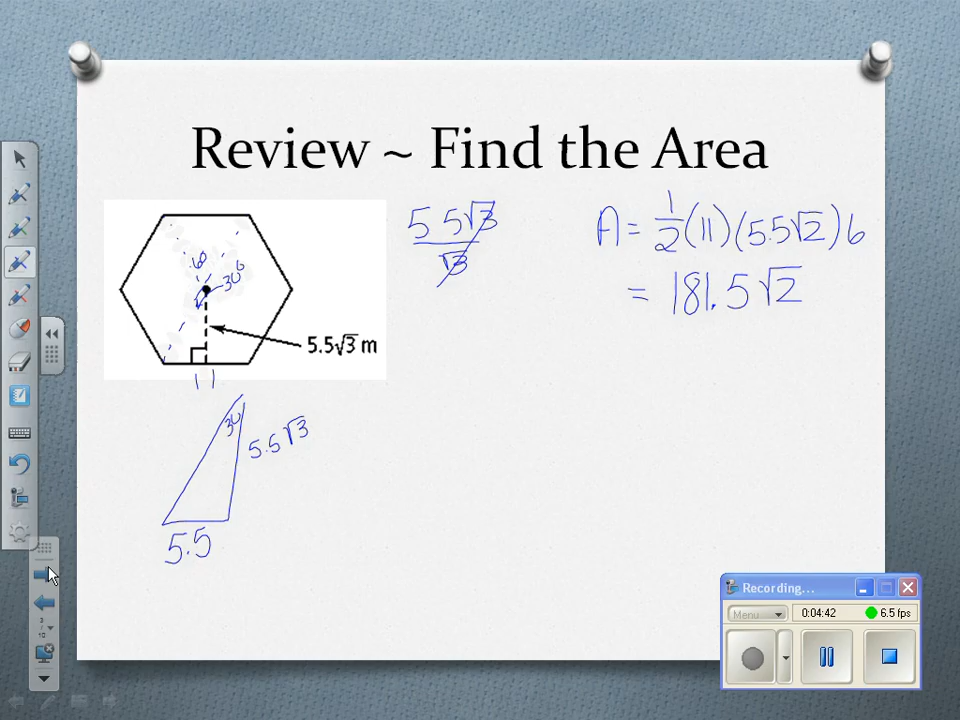 Review ~ Find the Area
5.5√3
√3
A = 1/2 (11)(5.5√2)6
= 181.5√2
60
30
5.5√3 m
11
30
5.5√3
5.5
Recording...
Menu
0:04:42
6.5 fps
3
/
10